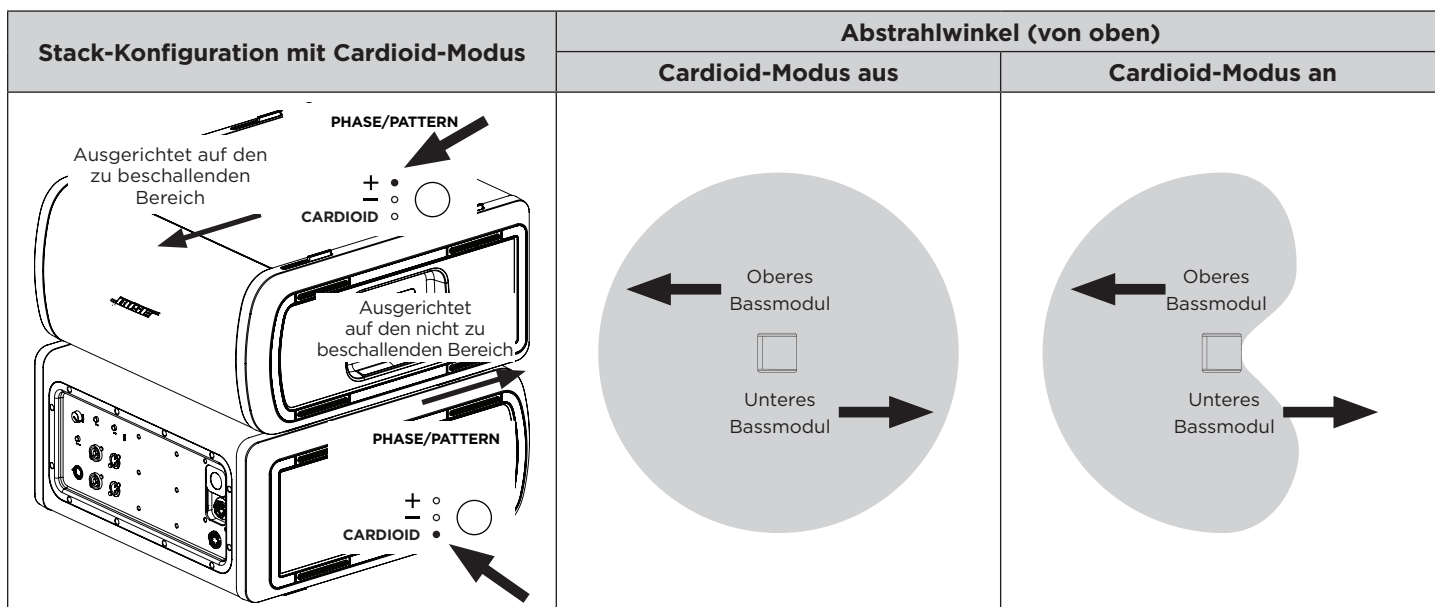 Stack-Konfiguration mit Cardioid-Modus
Abstrahlwinkel (von oben)
Cardioid-Modus aus
Cardioid-Modus an
PHASE/PATTERN
Ausgerichtet auf den
zu beschallenden
Bereich
+
−
CARDIOID
BOSE
Ausgerichtet
auf den nicht zu
beschallenden Bereich
PHASE/PATTERN
+
−
CARDIOID
Oberes
Bassmodul
Unteres
Bassmodul
Oberes
Bassmodul
Unteres
Bassmodul